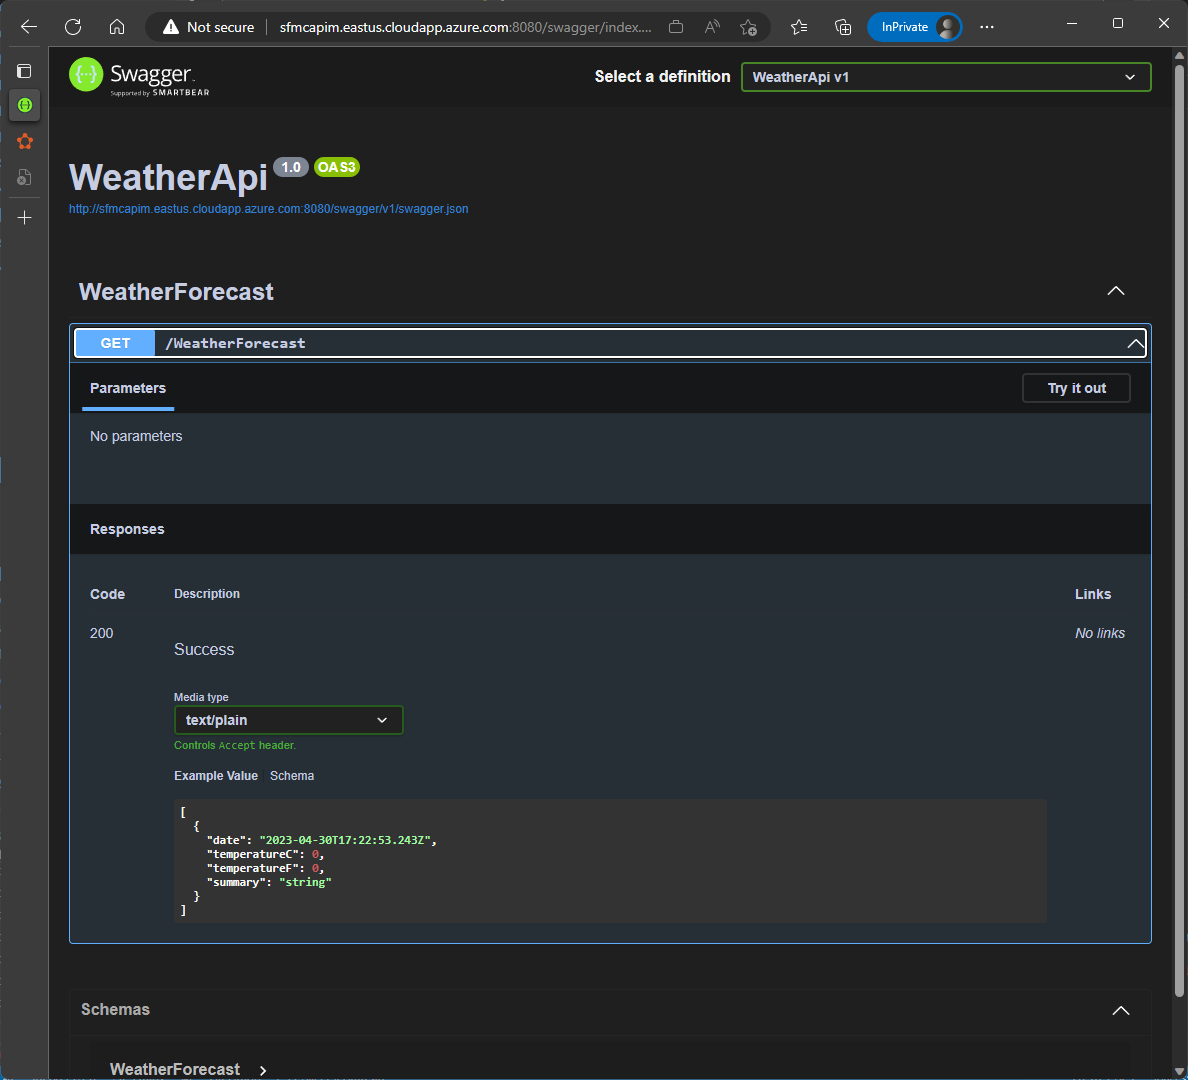 Not secure
sfmcapim.eastus.cloudapp.azure.com:8080/swagger/index....
InPrivate
Swagger.
Supported by SMARTBEAR
Select a definition
WeatherApi v1
WeatherApi 1.0 OAS3
http://sfmcapim.eastus.cloudapp.azure.com:8080/swagger/v1/swagger.json
WeatherForecast
GET /WeatherForecast
Parameters
Try it out
No parameters
Responses
Code Description Links
200
Success
No links
Media type
text/plain
Controls Accept header.
Example Value Schema
[
{
"date": "2023-04-30T17:22:53.243Z",
"temperatureC": 0,
"temperatureF": 0,
"summary": "string"
}
]
Schemas
WeatherForecast